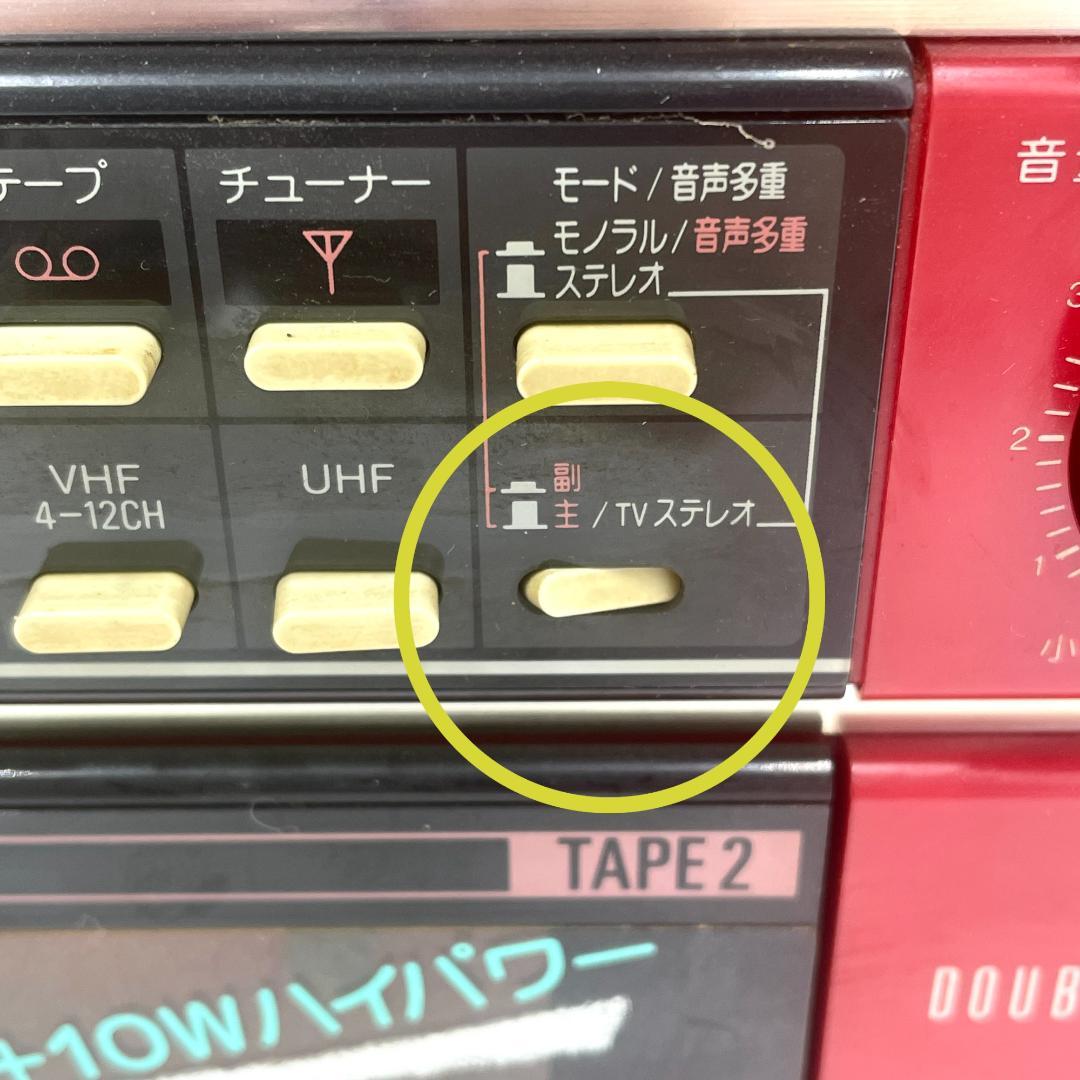 テープ
チューナー
モード/音声多重
モノラル/音声多重
ステレオ
VHF
4-12CH
UHF
副
主/TVステレオ
音
3
2
1
小
TAPE 2
+10Wハイパワー
DOUB